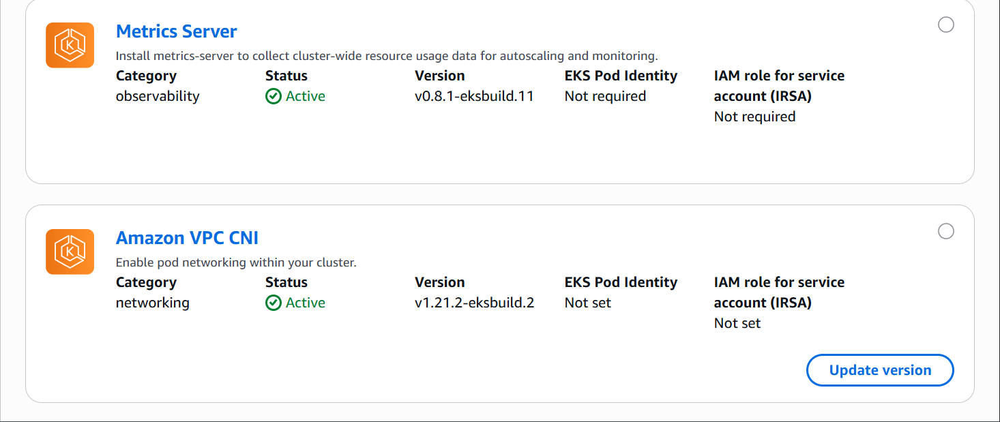 Metrics Server
Install metrics-server to collect cluster-wide resource usage data for autoscaling and monitoring.
Category
observability
Status
Active
Version
v0.8.1-eksbuild.11
EKS Pod Identity
Not required
IAM role for service
account (IRSA)
Not required
Amazon VPC CNI
Enable pod networking within your cluster.
Category
networking
Status
Active
Version
v1.21.2-eksbuild.2
EKS Pod Identity
Not set
IAM role for service
account (IRSA)
Not set
Update version